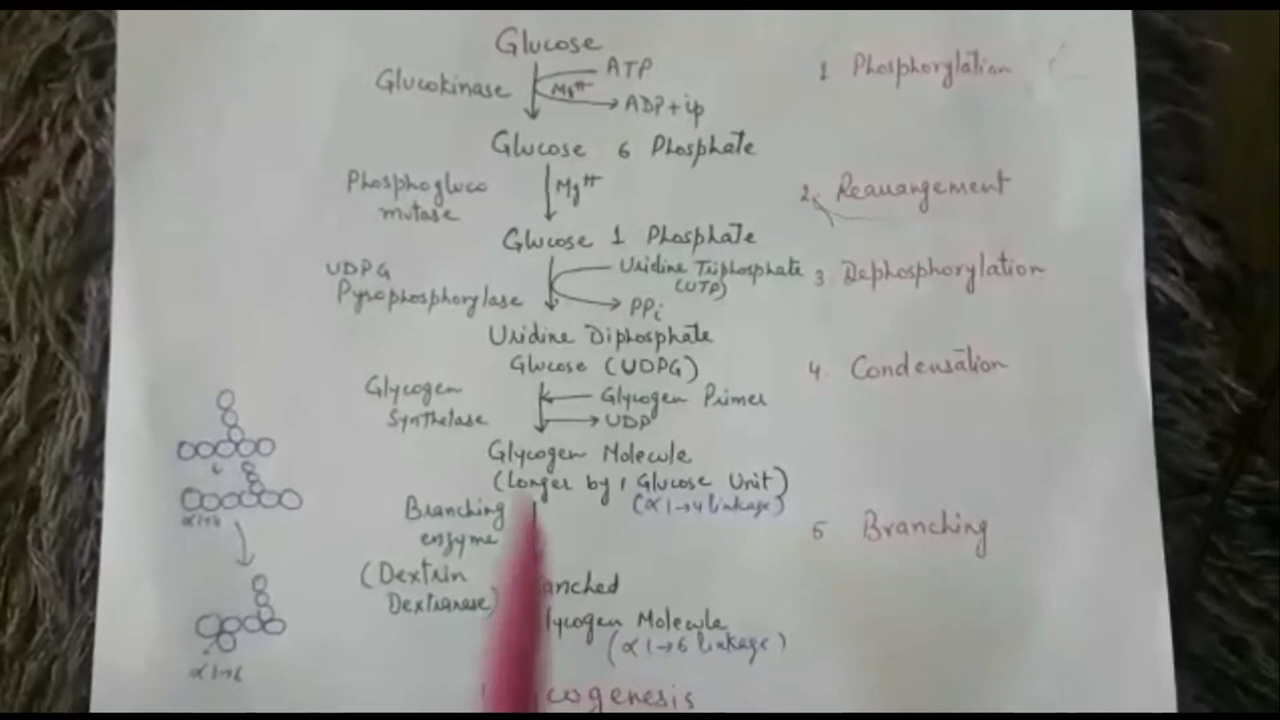 Glucose
Glucokinase
ATP
Mg++
ADP + ip
1 Phosphorylation
Glucose 6 Phosphate
Phosphogluco
mutase
Mg++
2. Rearrangement
Glucose 1 Phosphate
UDPG
Pyrophosphorylase
Uridine Triphosphate
(UTP)
PPi
3. Dephosphorylation
Uridine Diphosphate
Glucose (UDPG)
Glycogen
Synthelase
Glycogen Primer
UDP
4. Condensation
Glycogen Molecule
(Longer by 1 Glucose Unit)
(α 1→4 linkage)
Branching
enzyme
(Dextrin
Dextranase)
5 Branching
anched
lycogen Molecule
(α 1→6 linkage)
cogenesis
α 1→4
α 1→6